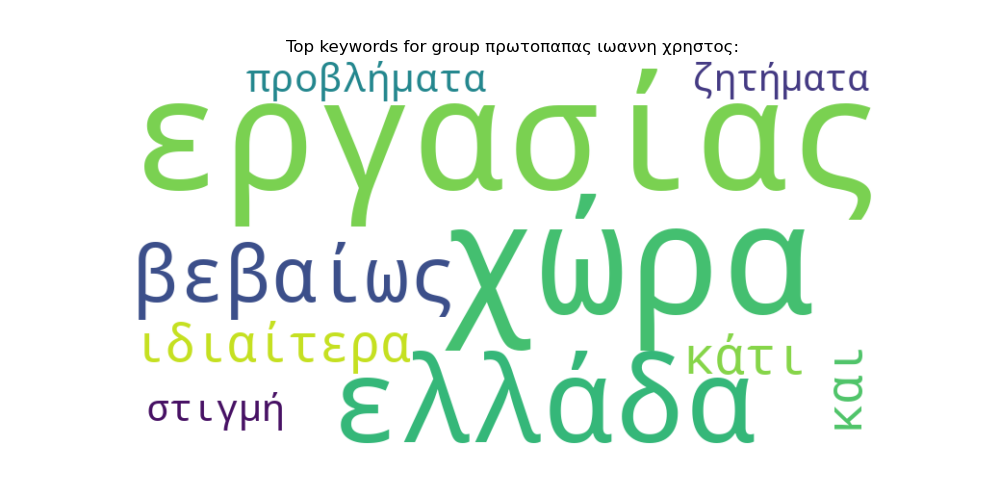 Top keywords for group πρωτοπαπας ιωαννη χρηστος:
προβλήματα
ζητήματα
εργασίας
βεβαίως
χώρα
ιδιαίτερα
κάτι
και
στιγμή
ελλάδα